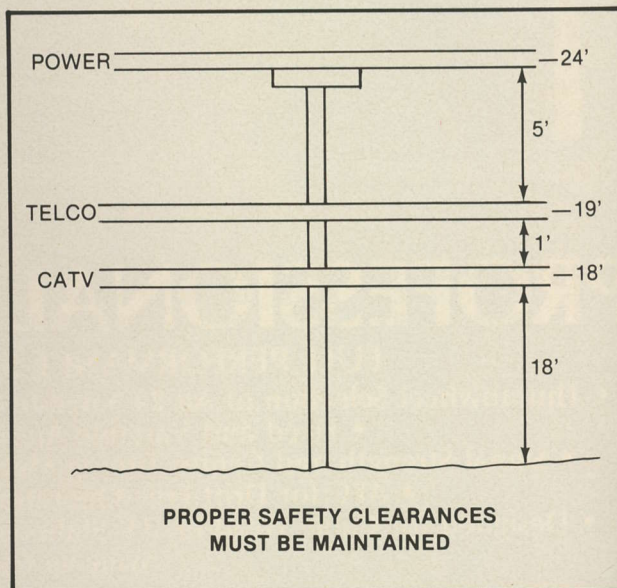 POWER —24'
5'
TELCO —19'
1'
CATV —18'
18'
PROPER SAFETY CLEARANCES
MUST BE MAINTAINED